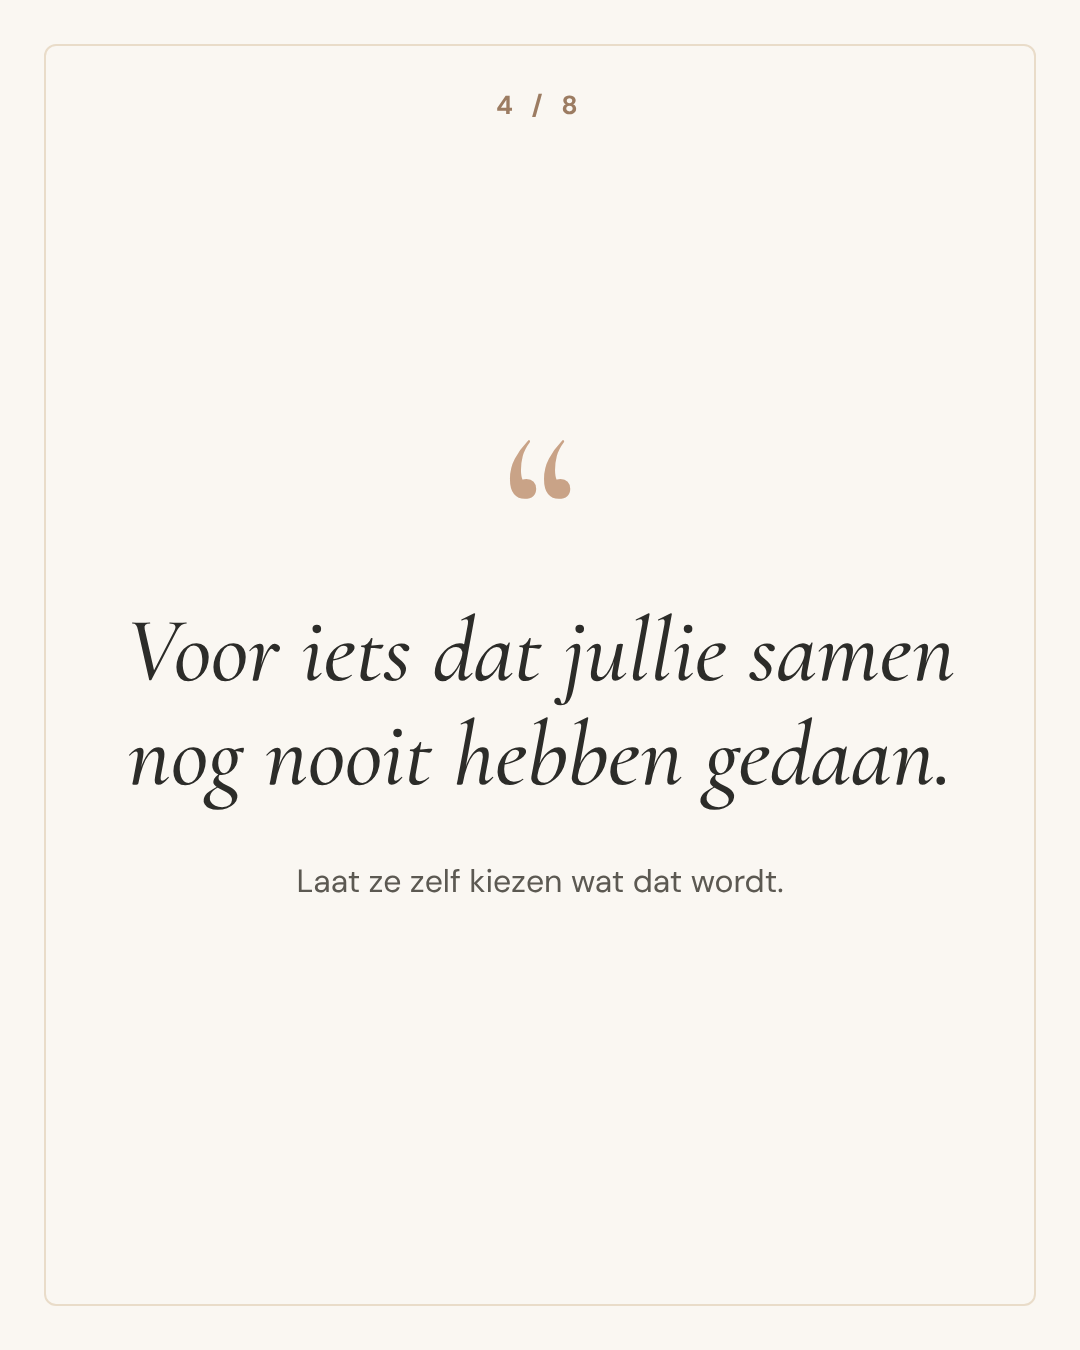 4 / 8
“
Voor iets dat jullie samen
nog nooit hebben gedaan.
Laat ze zelf kiezen wat dat wordt.